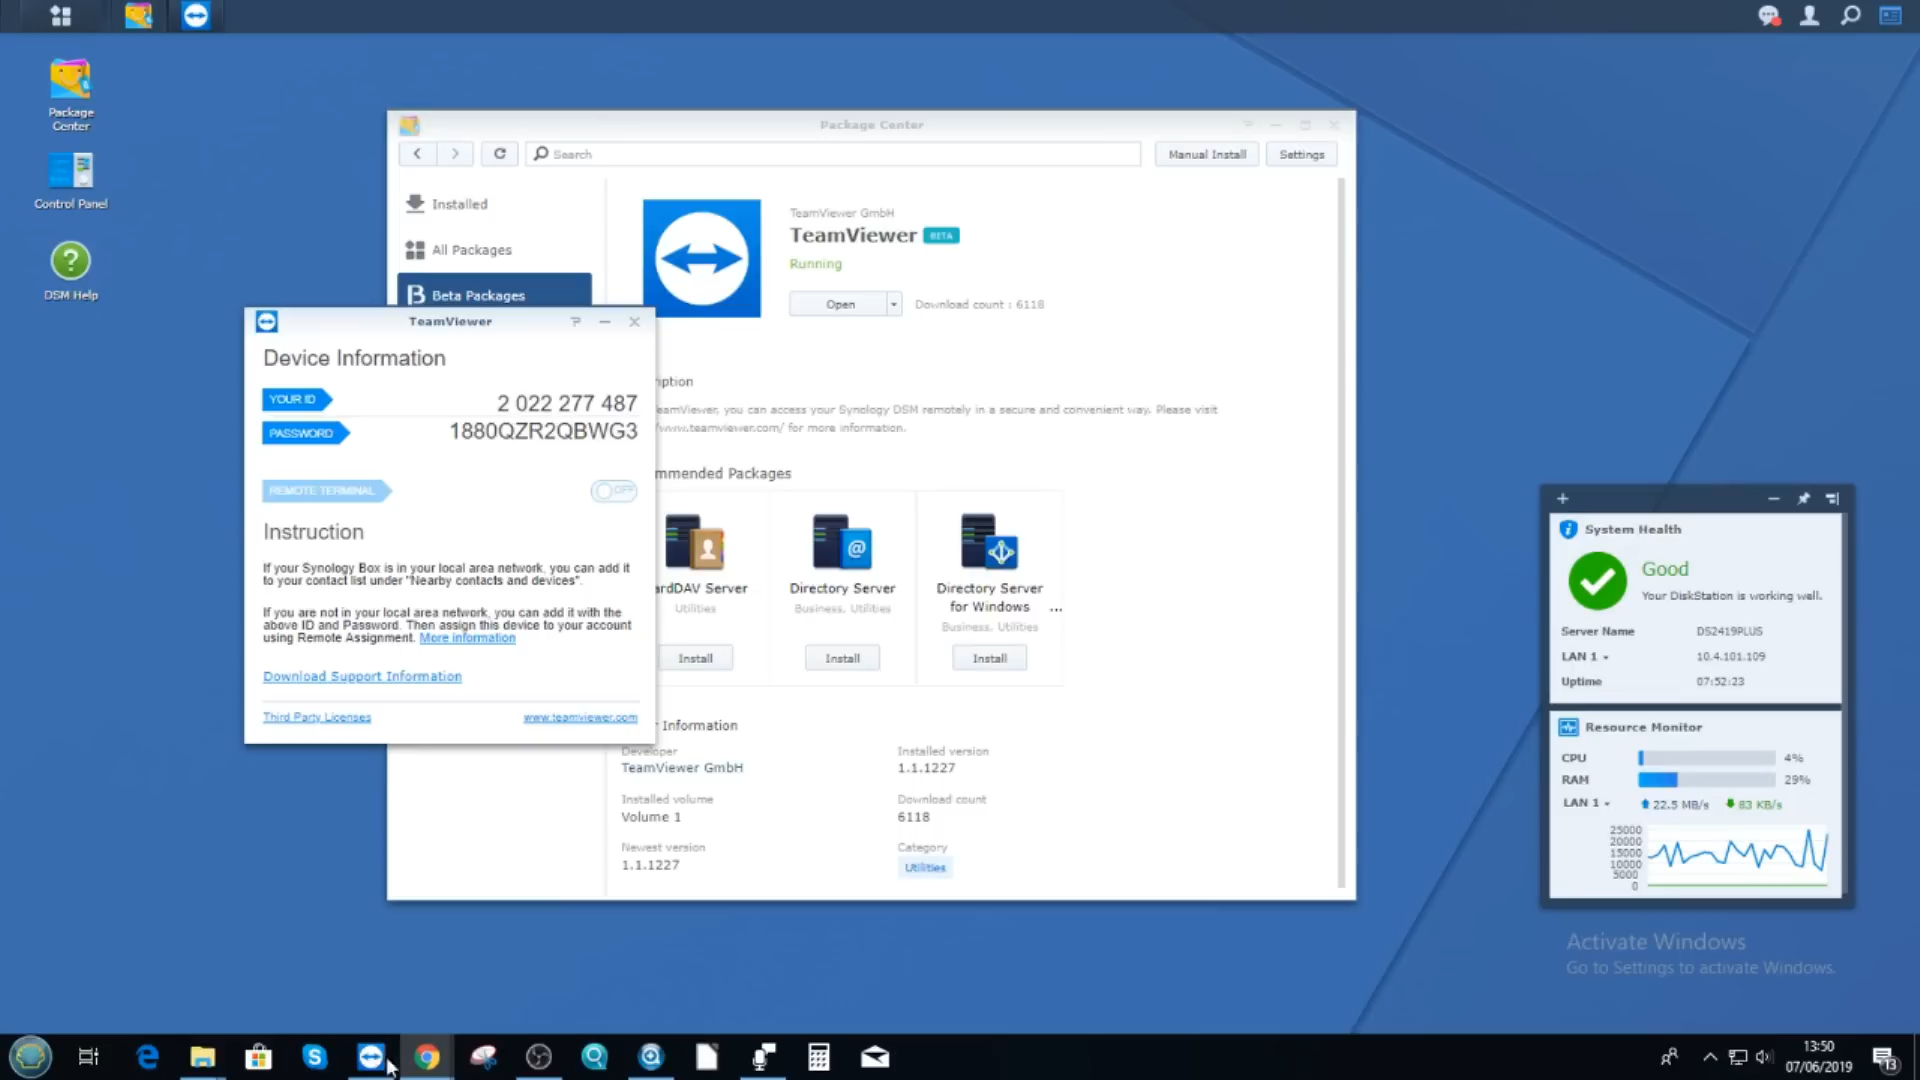 Package
Center
Control Panel
DSM Help
Package Center
Search
Manual Install
Settings
Installed
All Packages
Beta Packages
TeamViewer GmbH
TeamViewer BETA
Running
Open
Download count : 6118
TeamViewer
Device Information
YOUR ID
2 022 277 487
PASSWORD
1880QZR2QBWG3
REMOTE TERMINAL
OFF
Instruction
If your Synology Box is in your local area network, you can add it
to your contact list under "Nearby contacts and devices".
If you are not in your local area network, you can add it with the
above ID and Password. Then assign this device to your account
using Remote Assignment. More information
Download Support Information
Third Party Licenses
www.teamviewer.com
iption
eamViewer, you can access your Synology DSM remotely in a secure and convenient way. Please visit
/www.teamviewer.com/ for more information.
mmended Packages
ardDAV Server
Utilities
Install
Directory Server
Business, Utilities
Install
Directory Server
for Windows ...
Business, Utilities
Install
Information
Developer
TeamViewer GmbH
Installed version
1.1.1227
Installed volume
Volume 1
Download count
6118
Newest version
1.1.1227
Category
Utilities
System Health
Good
Your DiskStation is working well.
Server Name DS2419PLUS
LAN 1 10.4.101.109
Uptime 07:52:23
Resource Monitor
CPU 4%
RAM 29%
LAN 1 22.5 MB/s 83 KB/s
25000
20000
15000
10000
5000
0
Activate Windows
Go to Settings to activate Windows.
13:50
07/06/2019
13